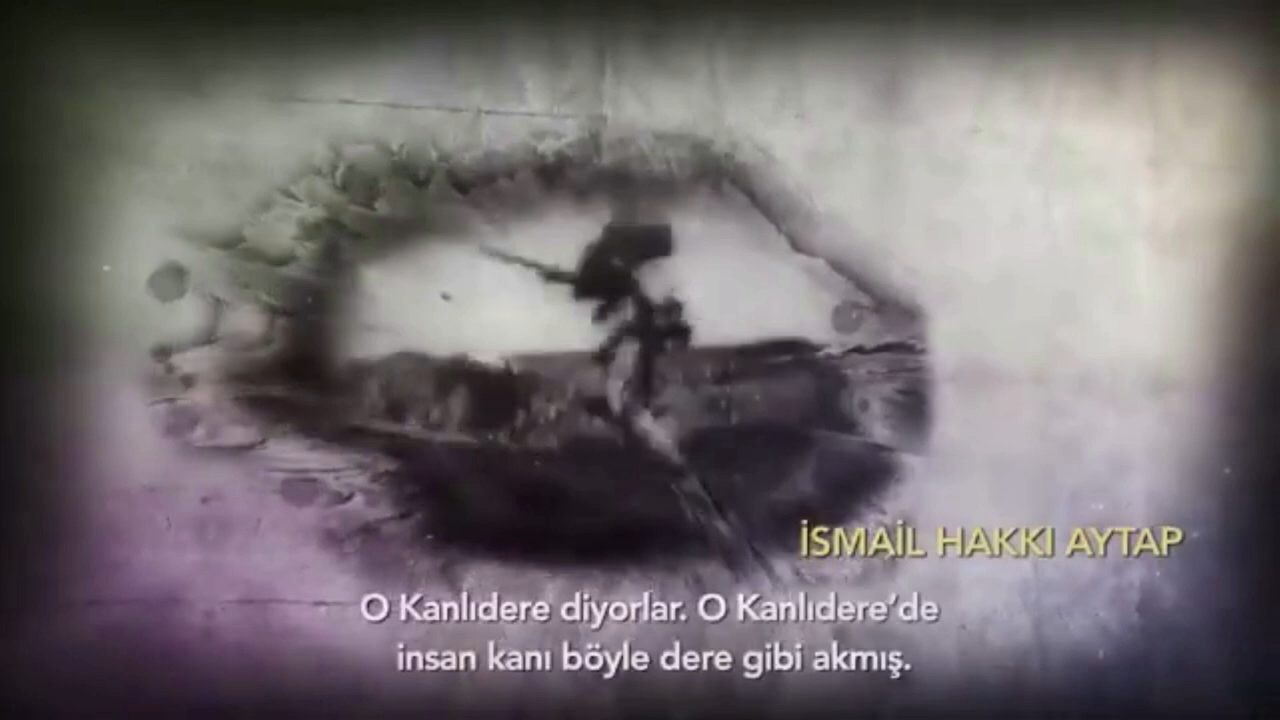 İSMAİL HAKKI AYTAP
O Kanlıdere diyorlar. O Kanlıdere'de
insan kanı böyle dere gibi akmış.